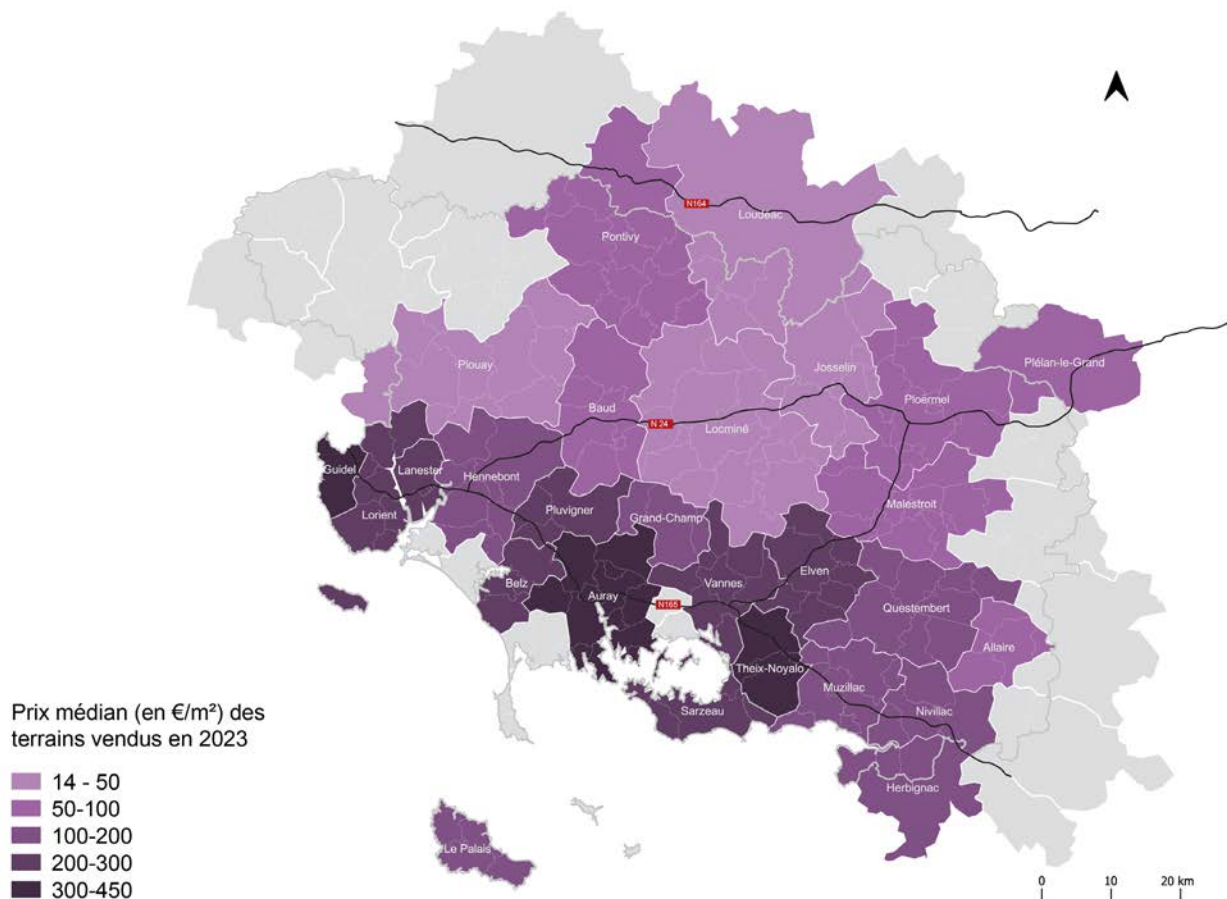 N164
Loudéac
Pontivy
Plélan-le-Grand
Plouay
Josselin
Ploërmel
Baud
N 24
Locminé
Guidel
Lanester
Hennebont
Malestroit
Lorient
Pluvigner
Grand-Champ
Belz
Vannes
Elven
Auray
N165
Questembert
Allaire
Theix-Noyalo
Muzillac
Sarzeau
Nivillac
Prix médian (en €/m²) des
terrains vendus en 2023
14 - 50
50-100
100-200
200-300
300-450
Herbignac
Le Palais
0 10 20 km